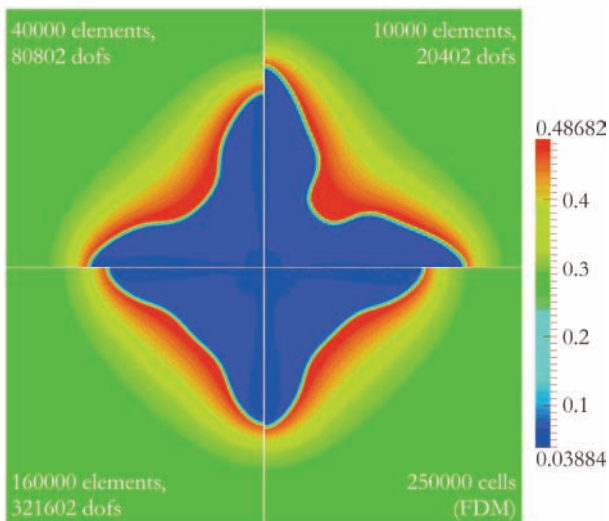 40000 elements,
80802 dofs
10000 elements,
20402 dofs
160000 elements,
321602 dofs
250000 cells
(FDM)
0.48682
0.4
0.3
0.2
0.1
0.03884